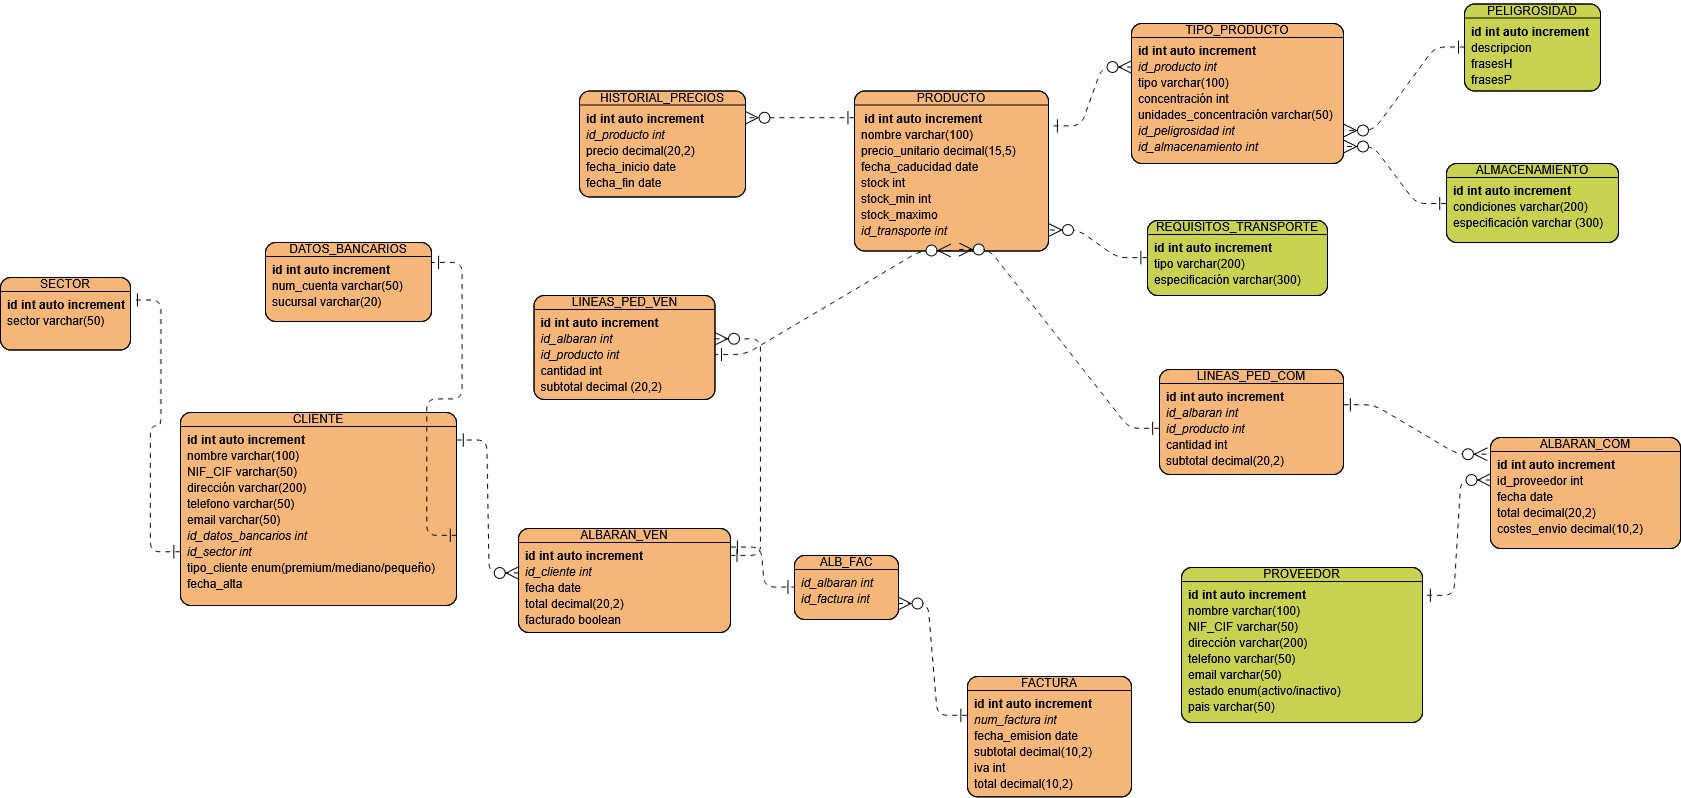 PELIGROSIDAD
id int auto increment
descripcion
frasesH
frasesP
TIPO_PRODUCTO
id int auto increment
id_producto int
tipo varchar(100)
concentración int
unidades_concentración varchar(50)
id_peligrosidad int
id_almacenamiento int
HISTORIAL_PRECIOS
id int auto increment
id_producto int
precio decimal(20,2)
fecha_inicio date
fecha_fin date
PRODUCTO
id int auto increment
nombre varchar(100)
precio_unitario decimal(15,5)
fecha_caducidad date
stock int
stock_min int
stock_maximo
id_transporte int
ALMACENAMIENTO
id int auto increment
condiciones varchar(200)
especificación varchar (300)
REQUISITOS_TRANSPORTE
id int auto increment
tipo varchar(200)
especificación varchar(300)
DATOS_BANCARIOS
id int auto increment
num_cuenta varchar(50)
sucursal varchar(20)
SECTOR
id int auto increment
sector varchar(50)
LINEAS_PED_VEN
id int auto increment
id_albaran int
id_producto int
cantidad int
subtotal decimal (20,2)
LINEAS_PED_COM
id int auto increment
id_albaran int
id_producto int
cantidad int
subtotal decimal(20,2)
CLIENTE
id int auto increment
nombre varchar(100)
NIF_CIF varchar(50)
dirección varchar(200)
telefono varchar(50)
email varchar(50)
id_datos_bancarios int
id_sector int
tipo_cliente enum(premium/mediano/pequeño)
fecha_alta
ALBARAN_COM
id int auto increment
id_proveedor int
fecha date
total decimal(20,2)
costes_envio decimal(10,2)
ALBARAN_VEN
id int auto increment
id_cliente int
fecha date
total decimal(20,2)
facturado boolean
ALB_FAC
id_albaran int
id_factura int
PROVEEDOR
id int auto increment
nombre varchar(100)
NIF_CIF varchar(50)
dirección varchar(200)
telefono varchar(50)
email varchar(50)
estado enum(activo/inactivo)
pais varchar(50)
FACTURA
id int auto increment
num_factura int
fecha_emision date
subtotal decimal(10,2)
iva int
total decimal(10,2)